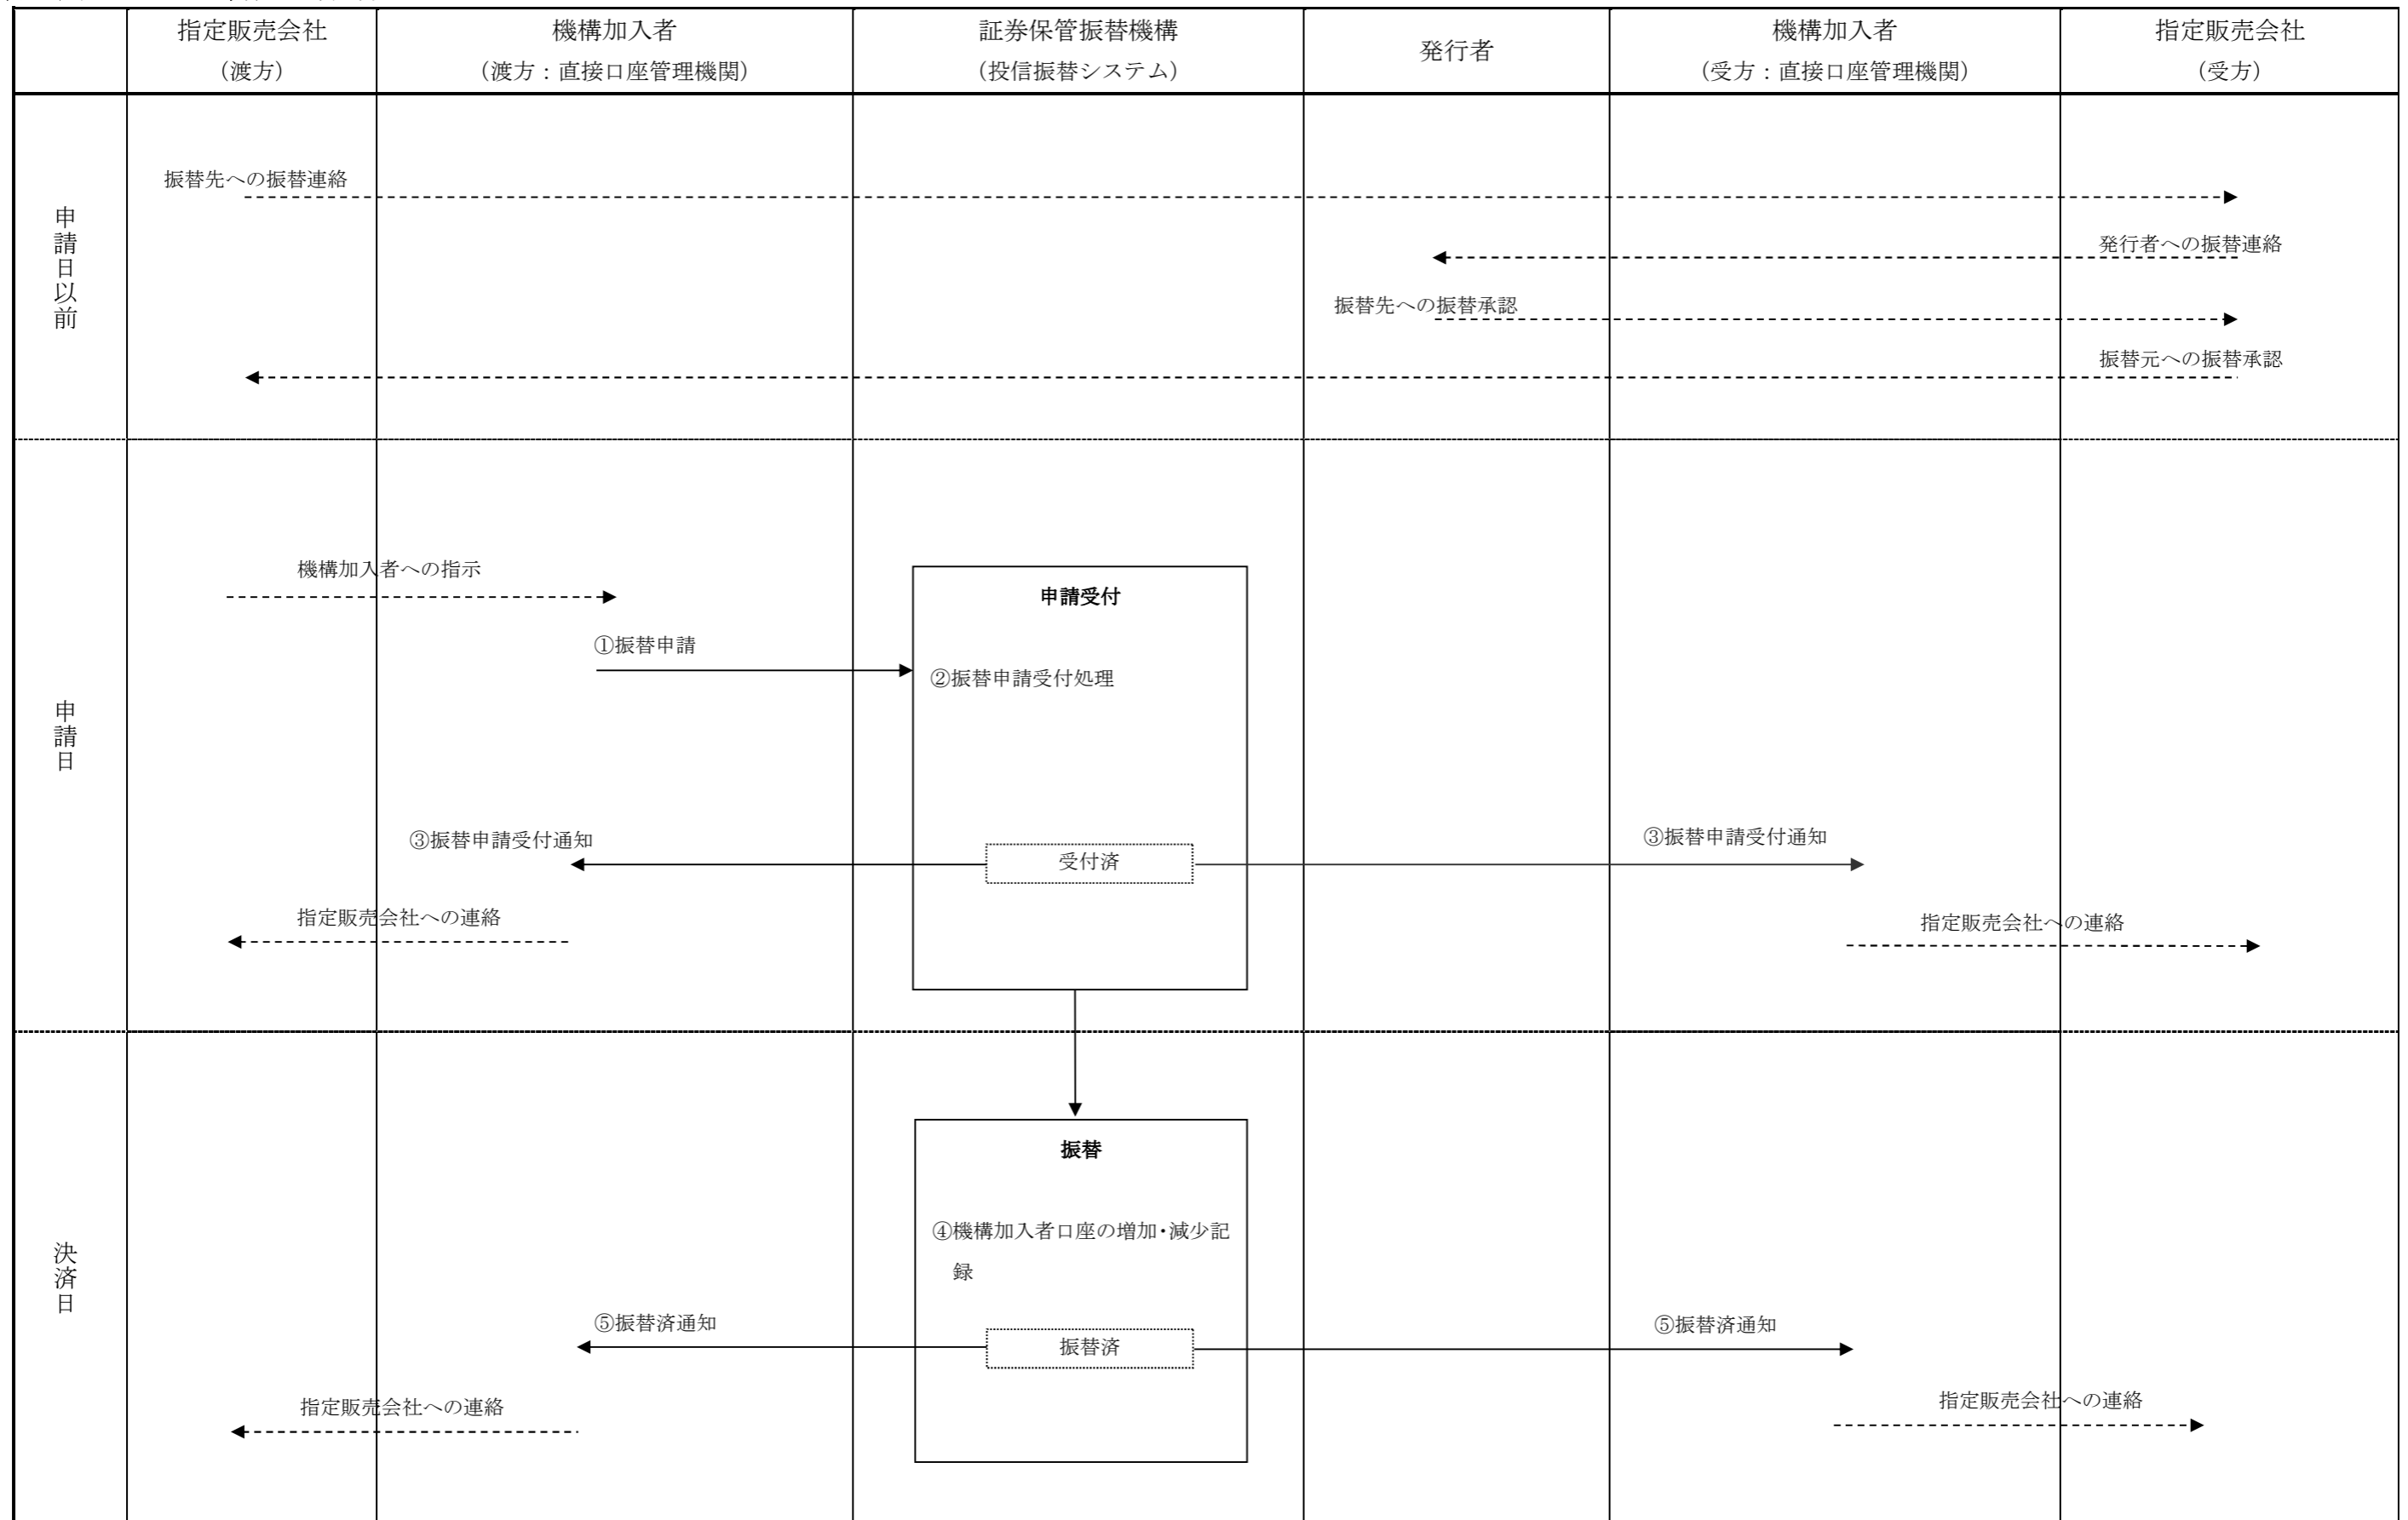 指定販売会社
（渡方）
機構加入者
（渡方：直接口座管理機関）
証券保管振替機構
（投信振替システム）
発行者
機構加入者
（受方：直接口座管理機関）
指定販売会社
（受方）
申請日以前
振替先への振替連絡
発行者への振替連絡
振替先への振替承認
振替元への振替承認
申請日
機構加入者への指示
申請受付
①振替申請
②振替申請受付処理
③振替申請受付通知
受付済
③振替申請受付通知
指定販売会社への連絡
指定販売会社への連絡
決済日
振替
④機構加入者口座の増加･減少記
録
⑤振替済通知
振替済
⑤振替済通知
指定販売会社への連絡
指定販売会社への連絡